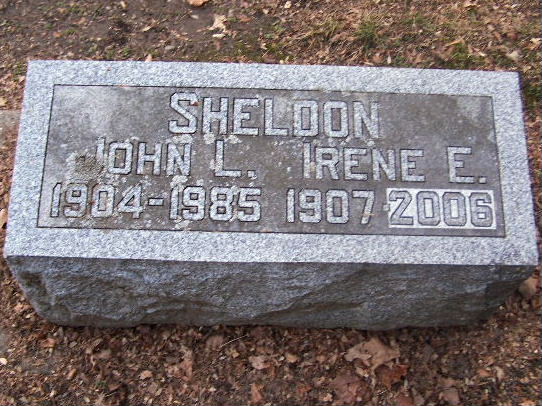 SHELDON
JOHN L. IRENE E.
1904-1985 1907-2006